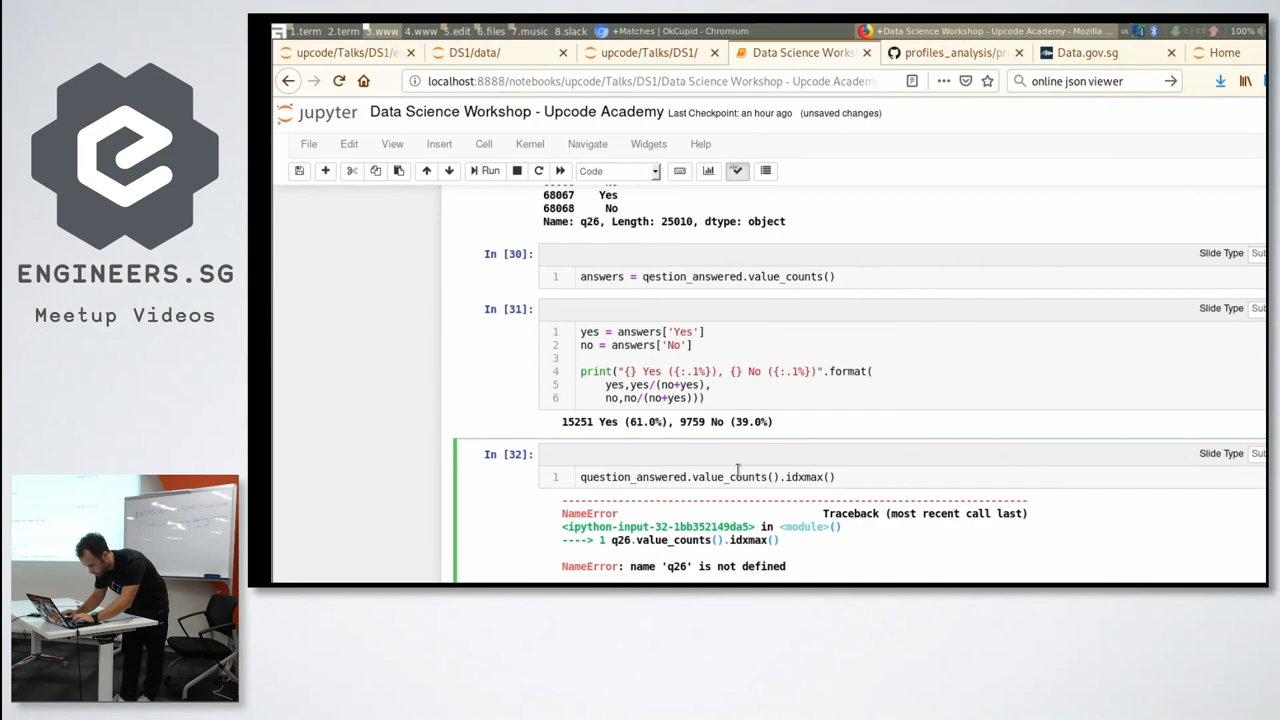 1.term 2.term 3.www 4.www 5.edit 6.files 7.music 8.slack +Matches | OkCupid - Chromium +Data Science Workshop - Upcode Academ - Mozilla ... 100%
upcode/Talks/DS1/e
DS1/data/
upcode/Talks/DS1/
Data Science Works
profiles_analysis/pr
Data.gov.sg
Home
localhost:8888/notebooks/upcode/Talks/DS1/Data Science Workshop - Upcode Academ
online json viewer
jupyter Data Science Workshop - Upcode Academy Last Checkpoint: an hour ago (unsaved changes)
File Edit View Insert Cell Kernel Navigate Widgets Help
Run
Code
68067 Yes
68068 No
Name: q26, Length: 25010, dtype: object
In [30]:
Slide Type Sub
1 answers = qestion_answered.value_counts()
In [31]:
Slide Type Sub
1 yes = answers['Yes']
2 no = answers['No']
3
4 print("{} Yes ({:.1%}), {} No ({:.1%})".format(
5 yes,yes/(no+yes),
6 no,no/(no+yes)))
15251 Yes (61.0%), 9759 No (39.0%)
In [32]:
Slide Type Sub
1 question_answered.value_counts().idxmax()
NameError Traceback (most recent call last)
<ipython-input-32-1bb352149da5> in <module>()
----> 1 q26.value_counts().idxmax()
NameError: name 'q26' is not defined
ENGINEERS.SG
Meetup Videos